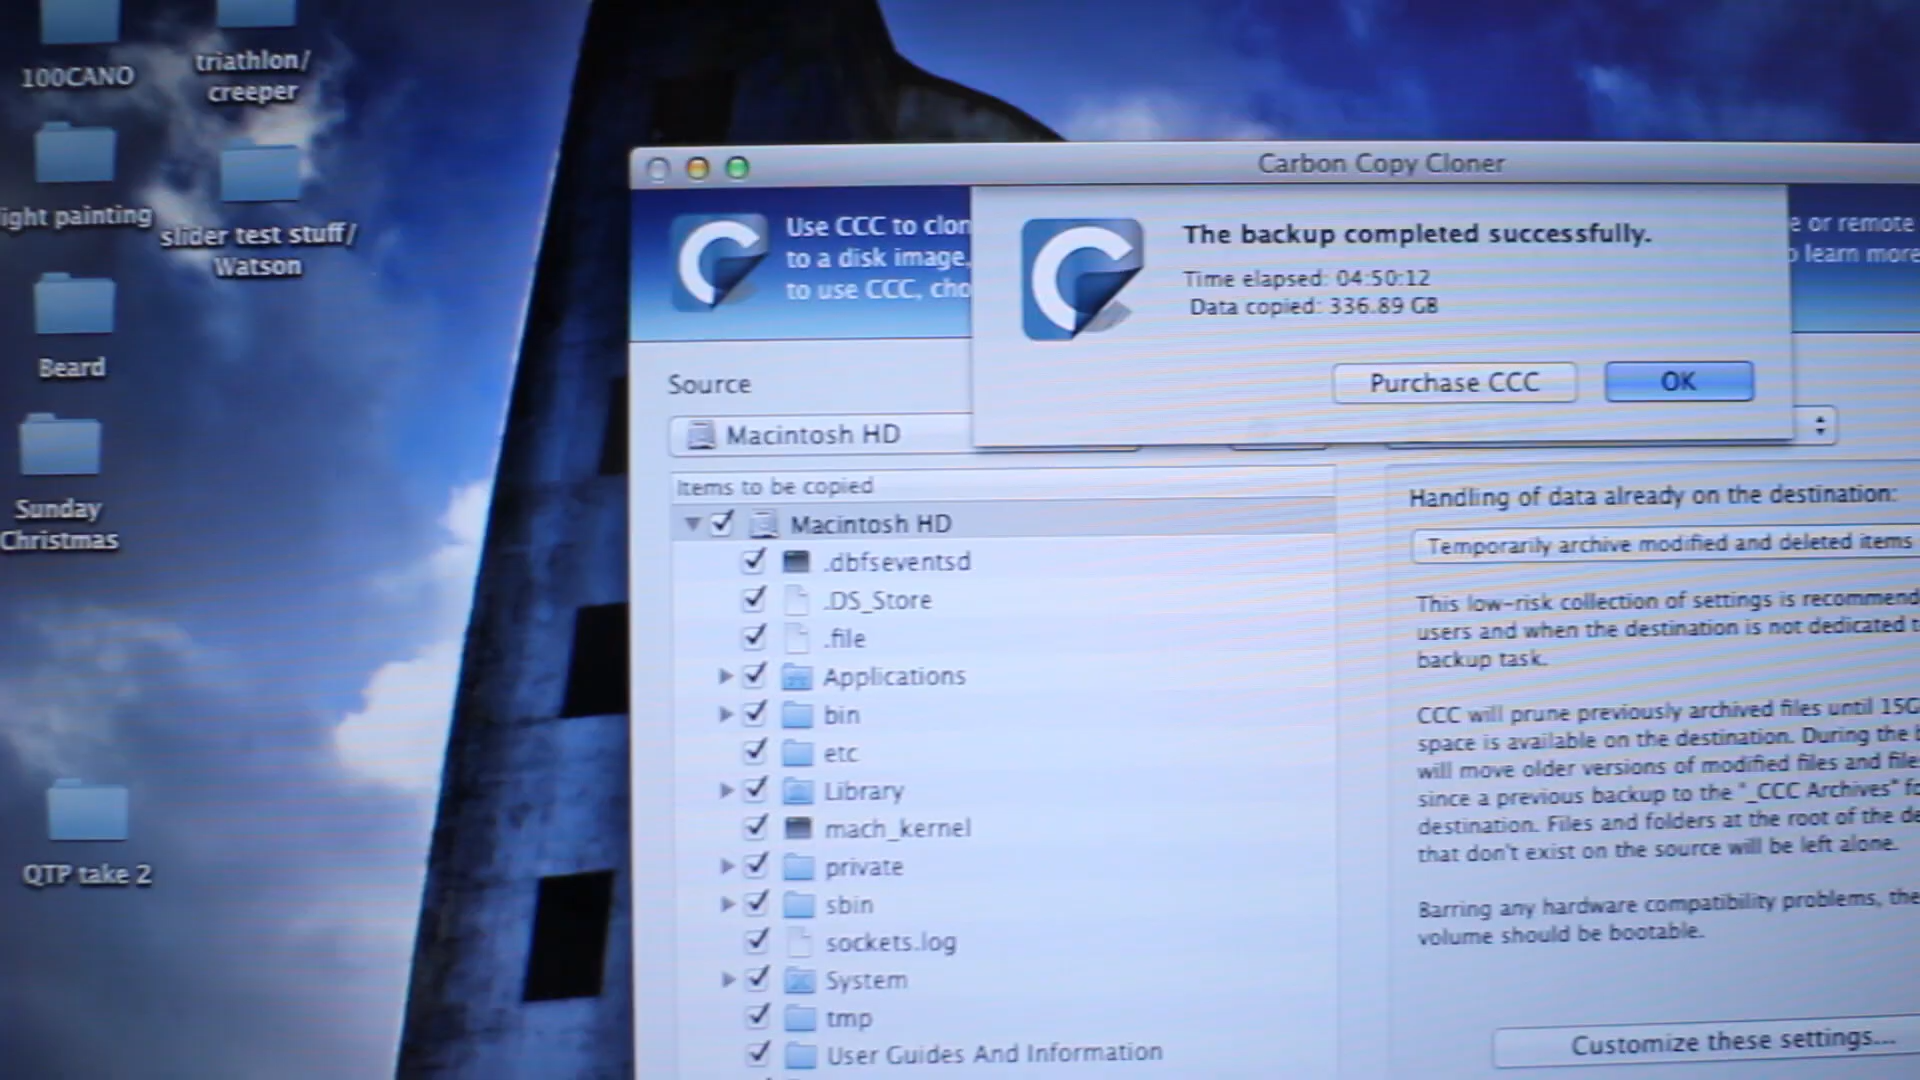 100CANO
triathlon/
creeper
ight painting
slider test stuff/
Watson
Beard
Sunday
Christmas
QTP take 2
Carbon Copy Cloner
Use CCC to clon
to a disk image,
to use CCC, cho
e or remote
o learn more
The backup completed successfully.
Time elapsed: 04:50:12
Data copied: 336.89 GB
Purchase CCC
OK
Source
Macintosh HD
Items to be copied
Macintosh HD
.dbfseventsd
.DS_Store
.file
Applications
bin
etc
Library
mach_kernel
private
sbin
sockets.log
System
tmp
User Guides And Information
Handling of data already on the destination:
Temporarily archive modified and deleted items
This low-risk collection of settings is recommend
users and when the destination is not dedicated t
backup task.
CCC will prune previously archived files until 15G
space is available on the destination. During the b
will move older versions of modified files and file
since a previous backup to the "_CCC Archives" fo
destination. Files and folders at the root of the de
that don't exist on the source will be left alone.
Barring any hardware compatibility problems, the
volume should be bootable.
Customize these settings...